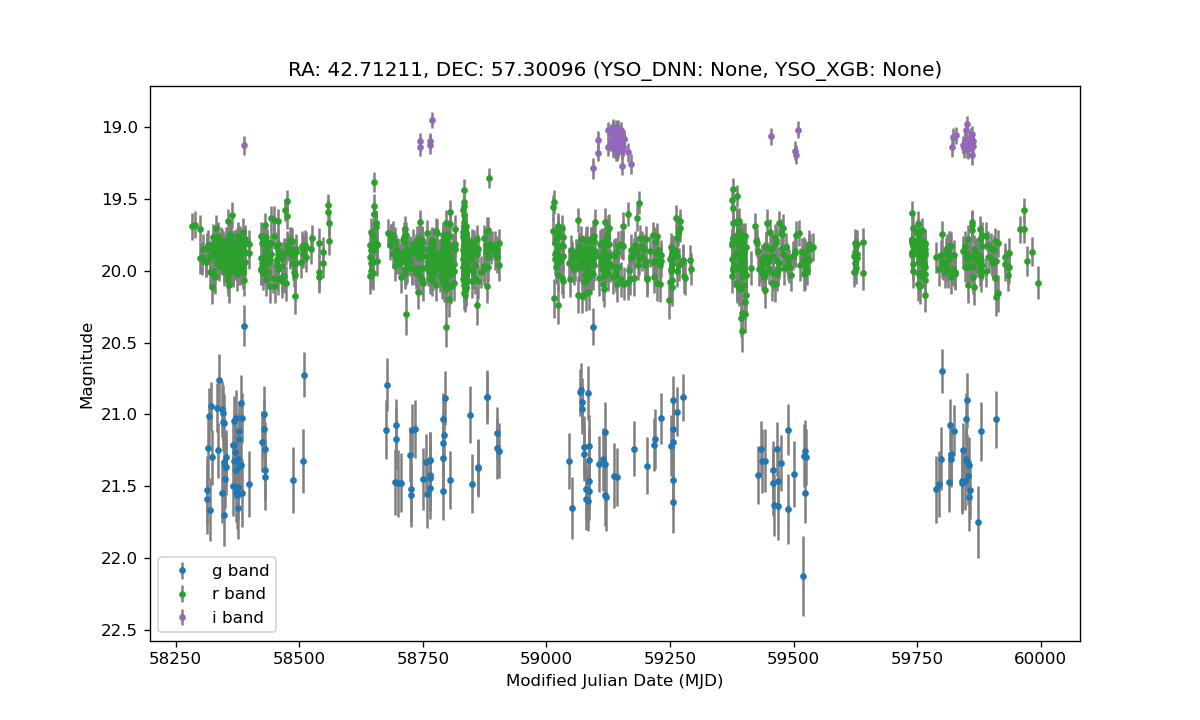 RA: 42.71211, DEC: 57.30096 (YSO_DNN: None, YSO_XGB: None)
Magnitude
19.0
19.5
20.0
20.5
21.0
21.5
22.0
22.5
g band
r band
i band
58250 58500 58750 59000 59250 59500 59750 60000
Modified Julian Date (MJD)